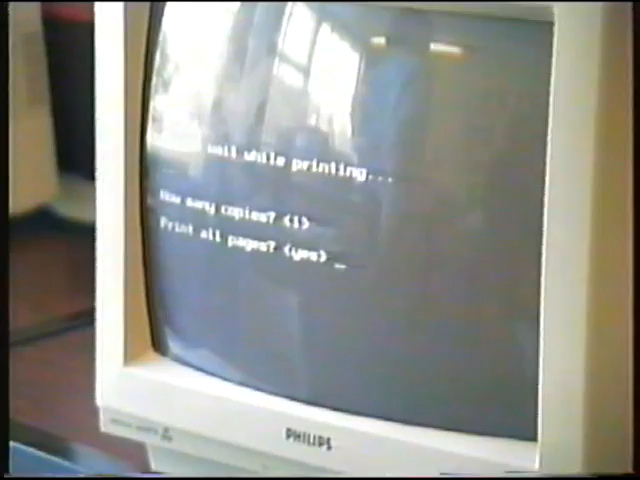 wait while printing...
How many copies? (1)
Print all pages? (yes) _
PHILIPS